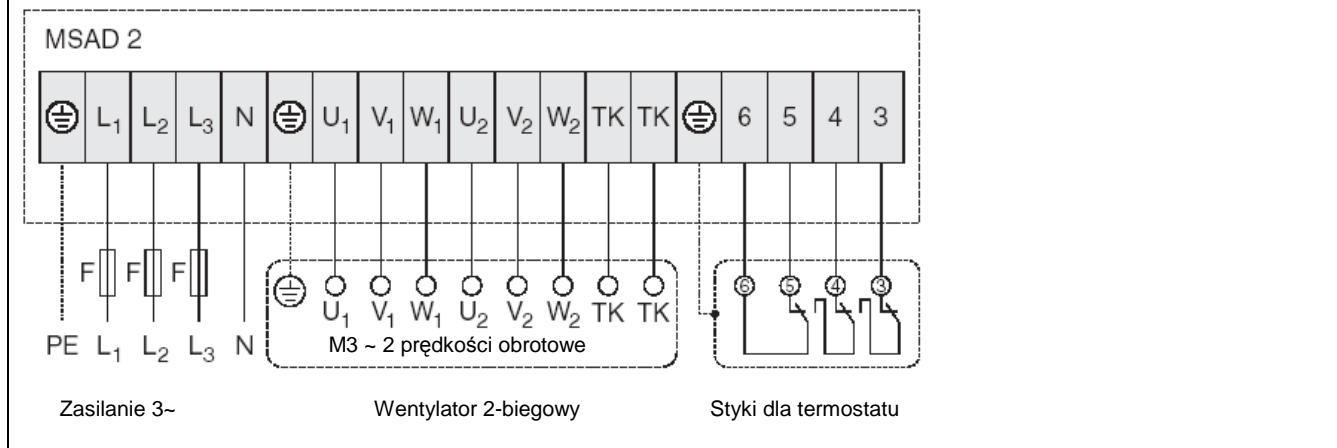 MSAD 2
L1 L2 L3 N U1 V1 W1 U2 V2 W2 TK TK 6 5 4 3
F F F
6 5 4 3
U1 V1 W1 U2 V2 W2 TK TK
PE L1 L2 L3 N
M3 ~ 2 prędkości obrotowe
Zasilanie 3~ Wentylator 2-biegowy Styki dla termostatu